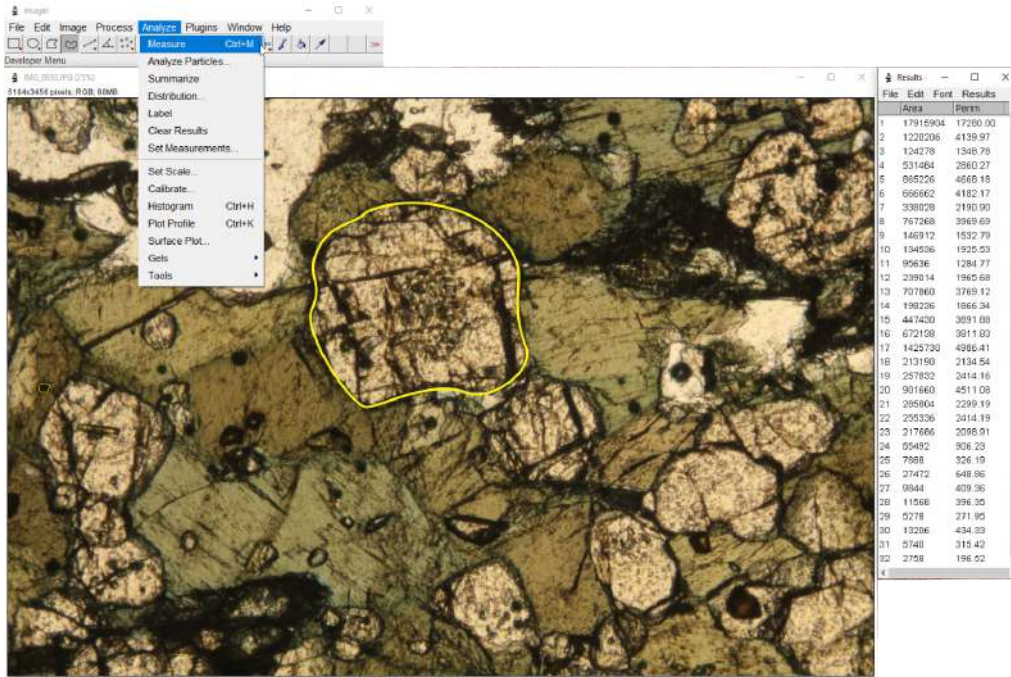 ImageJ
File Edit Image Process Analyze Plugins Window Help
Developer Menu
Measure Ctrl+M
Analyze Particles...
Summarize
Distribution...
Label
Clear Results
Set Measurements...
Set Scale...
Calibrate...
Histogram Ctrl+H
Plot Profile Ctrl+K
Surface Plot...
Gels
Tools
5184x3456 pixels; RGB; 68MB
Results
File Edit Font Results
Area Perim
1 17915904 17280.00
2 1220206 4139.97
3 124278 1348.78
4 531484 2860.27
5 865226 4668.18
6 666662 4182.17
7 338028 2190.90
8 767268 3969.69
9 146912 1532.79
10 134536 1925.53
11 95636 1284.77
12 239014 1965.68
13 707860 3769.12
14 198236 1866.34
15 447430 3891.88
16 672138 3811.83
17 1425730 4986.41
18 213190 2134.54
19 257832 2414.16
20 901660 4511.08
21 285804 2299.19
22 255336 2414.19
23 217686 2098.91
24 55492 906.23
25 7888 326.19
26 27472 648.86
27 9844 409.36
28 11568 396.35
29 5278 271.95
30 13206 434.33
31 5740 315.42
32 2758 196.52